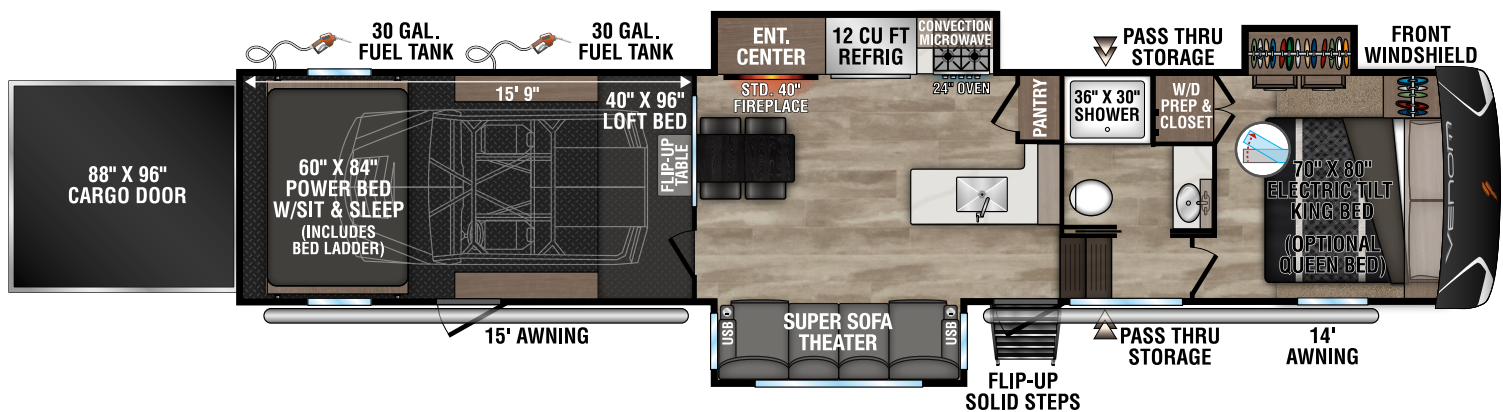 30 GAL.
FUEL TANK
30 GAL.
FUEL TANK
88" X 96"
CARGO DOOR
15' 9"
40" X 96"
LOFT BED
60" X 84"
POWER BED
W/SIT & SLEEP
(INCLUDES
BED LADDER)
FLIP-UP
TABLE
15' AWNING
ENT.
CENTER
STD. 40"
FIREPLACE
12 CU FT
REFRIG
CONVECTION
MICROWAVE
24" OVEN
PANTRY
USB
SUPER SOFA
THEATER
USB
FLIP-UP
SOLID STEPS
PASS THRU
STORAGE
36" X 30"
SHOWER
W/D
PREP &
CLOSET
PASS THRU
STORAGE
FRONT
WINDSHIELD
70" X 80"
ELECTRIC TILT
KING BED
(OPTIONAL
QUEEN BED)
VENOM
14'
AWNING